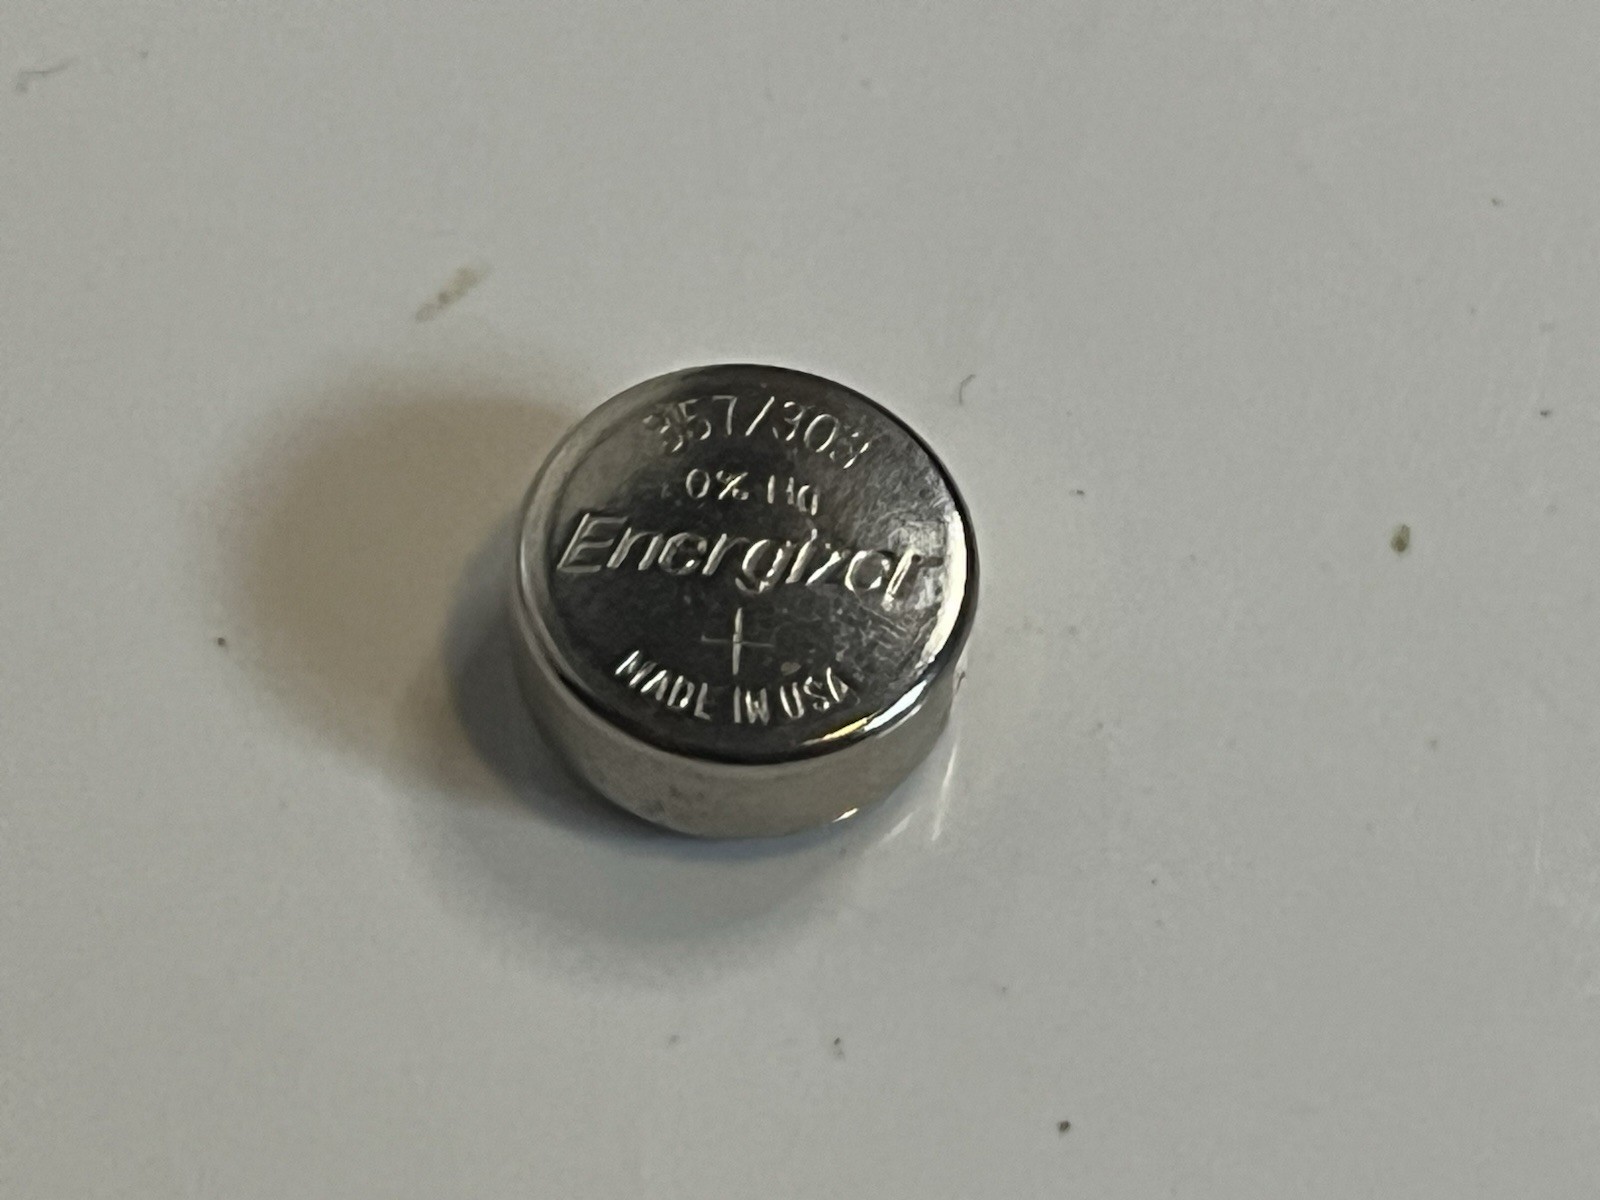 357/303
0% Hg
Energizer
+
MADE IN USA